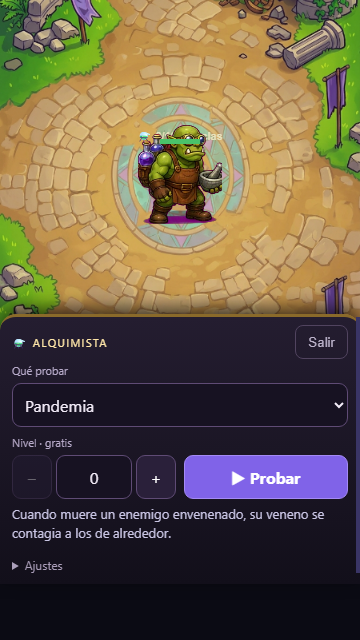 ALQUIMISTA
Salir
Qué probar
Pandemia
Nivel · gratis
− 0 + ▶ Probar
Cuando muere un enemigo envenenado, su veneno se
contagia a los de alrededor.
▶ Ajustes